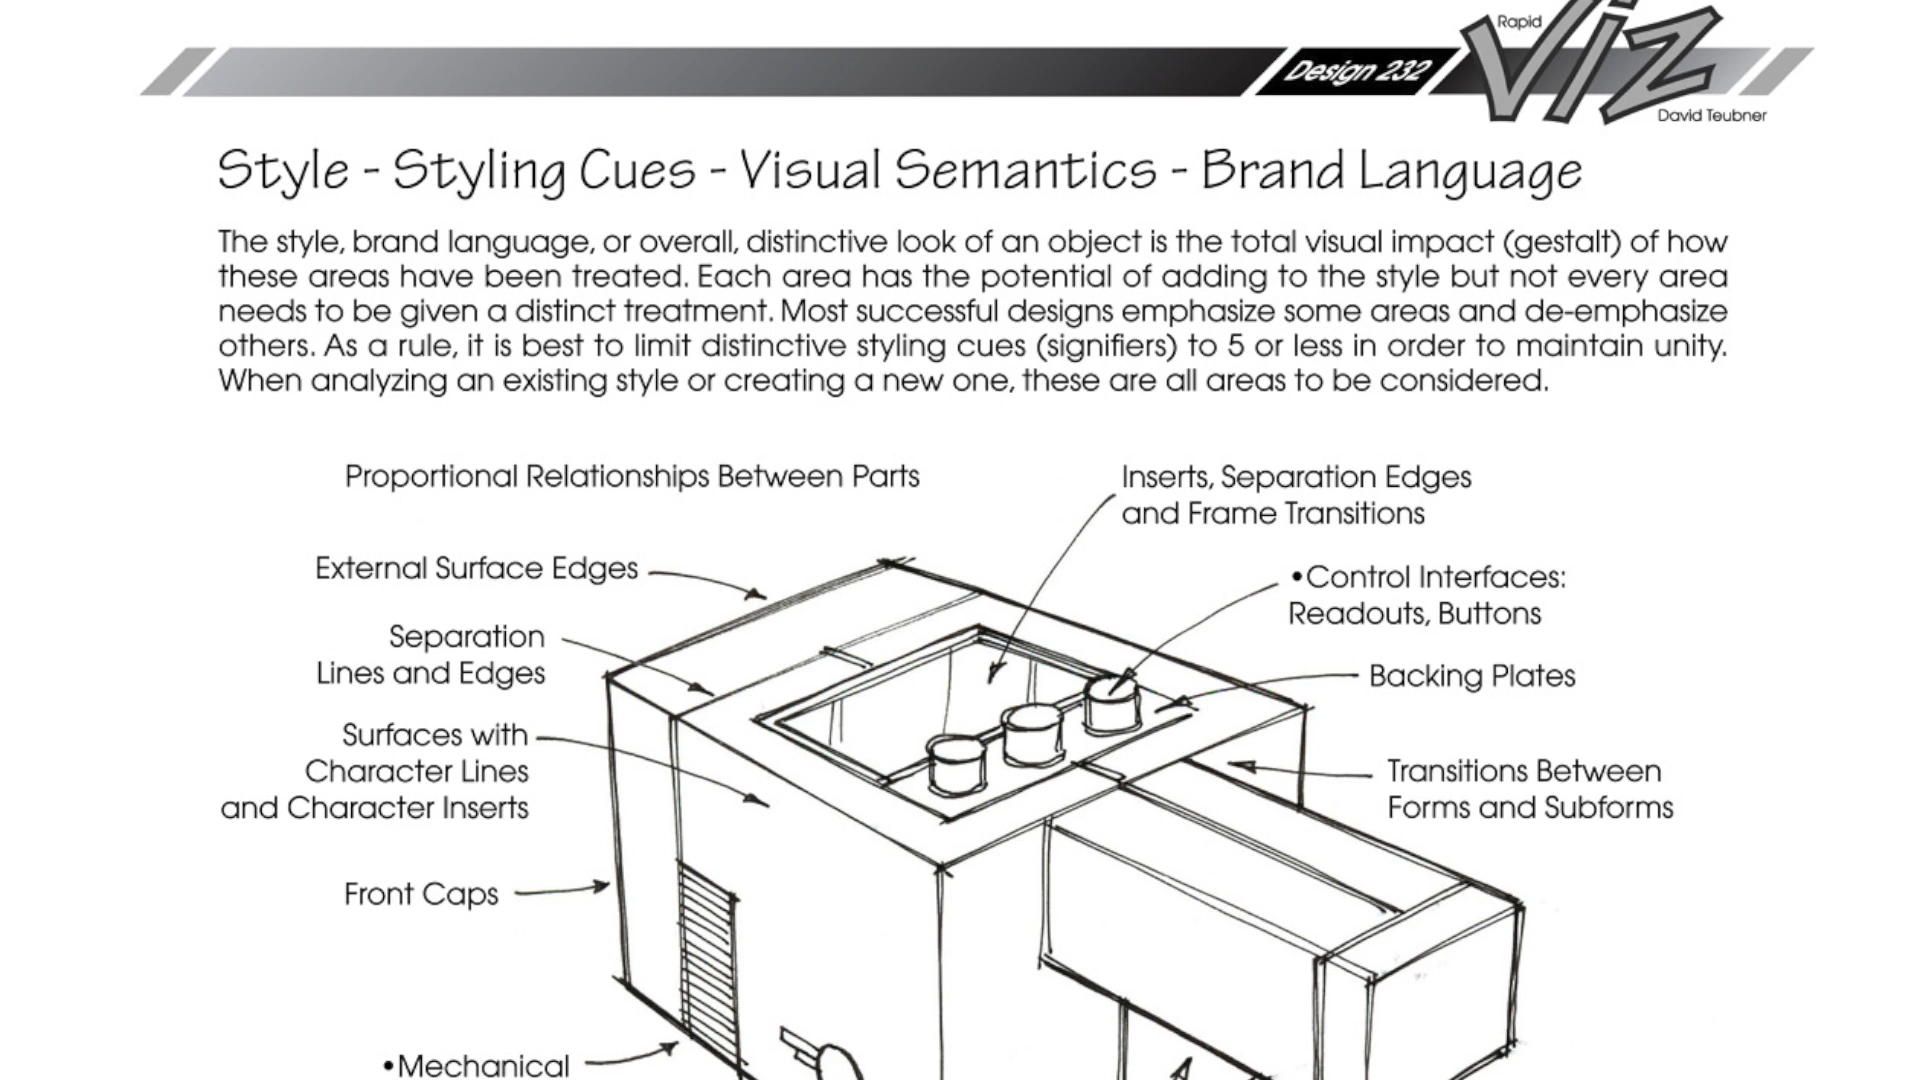 Rapid
Viz
Design 232
David Teubner
Style - Styling Cues - Visual Semantics - Brand Language
The style, brand language, or overall, distinctive look of an object is the total visual impact (gestalt) of how
these areas have been treated. Each area has the potential of adding to the style but not every area
needs to be given a distinct treatment. Most successful designs emphasize some areas and de-emphasize
others. As a rule, it is best to limit distinctive styling cues (signifiers) to 5 or less in order to maintain unity.
When analyzing an existing style or creating a new one, these are all areas to be considered.
Proportional Relationships Between Parts
Inserts, Separation Edges
and Frame Transitions
External Surface Edges
•Control Interfaces:
Readouts, Buttons
Separation
Lines and Edges
Backing Plates
Surfaces with
Character Lines
and Character Inserts
Transitions Between
Forms and Subforms
Front Caps
•Mechanical